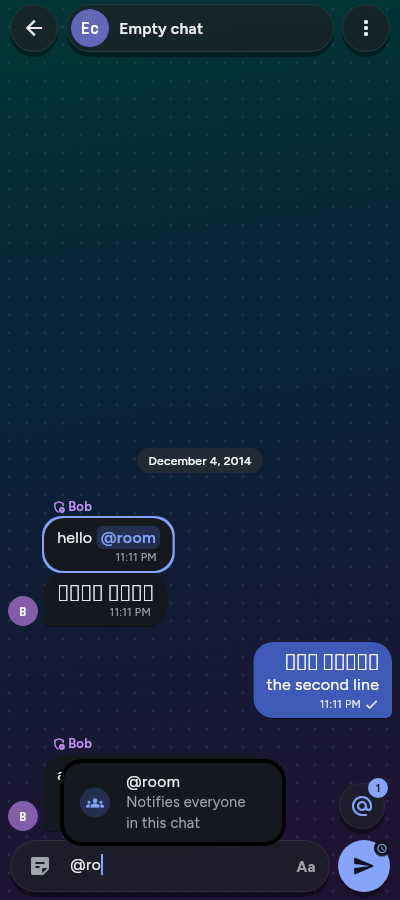 Ec Empty chat
December 4, 2014
Bob
hello @room
11:11 PM
B
11:11 PM
the second line
11:11 PM
Bob
@room
Notifies everyone
in this chat
1
B
@ro
Aa